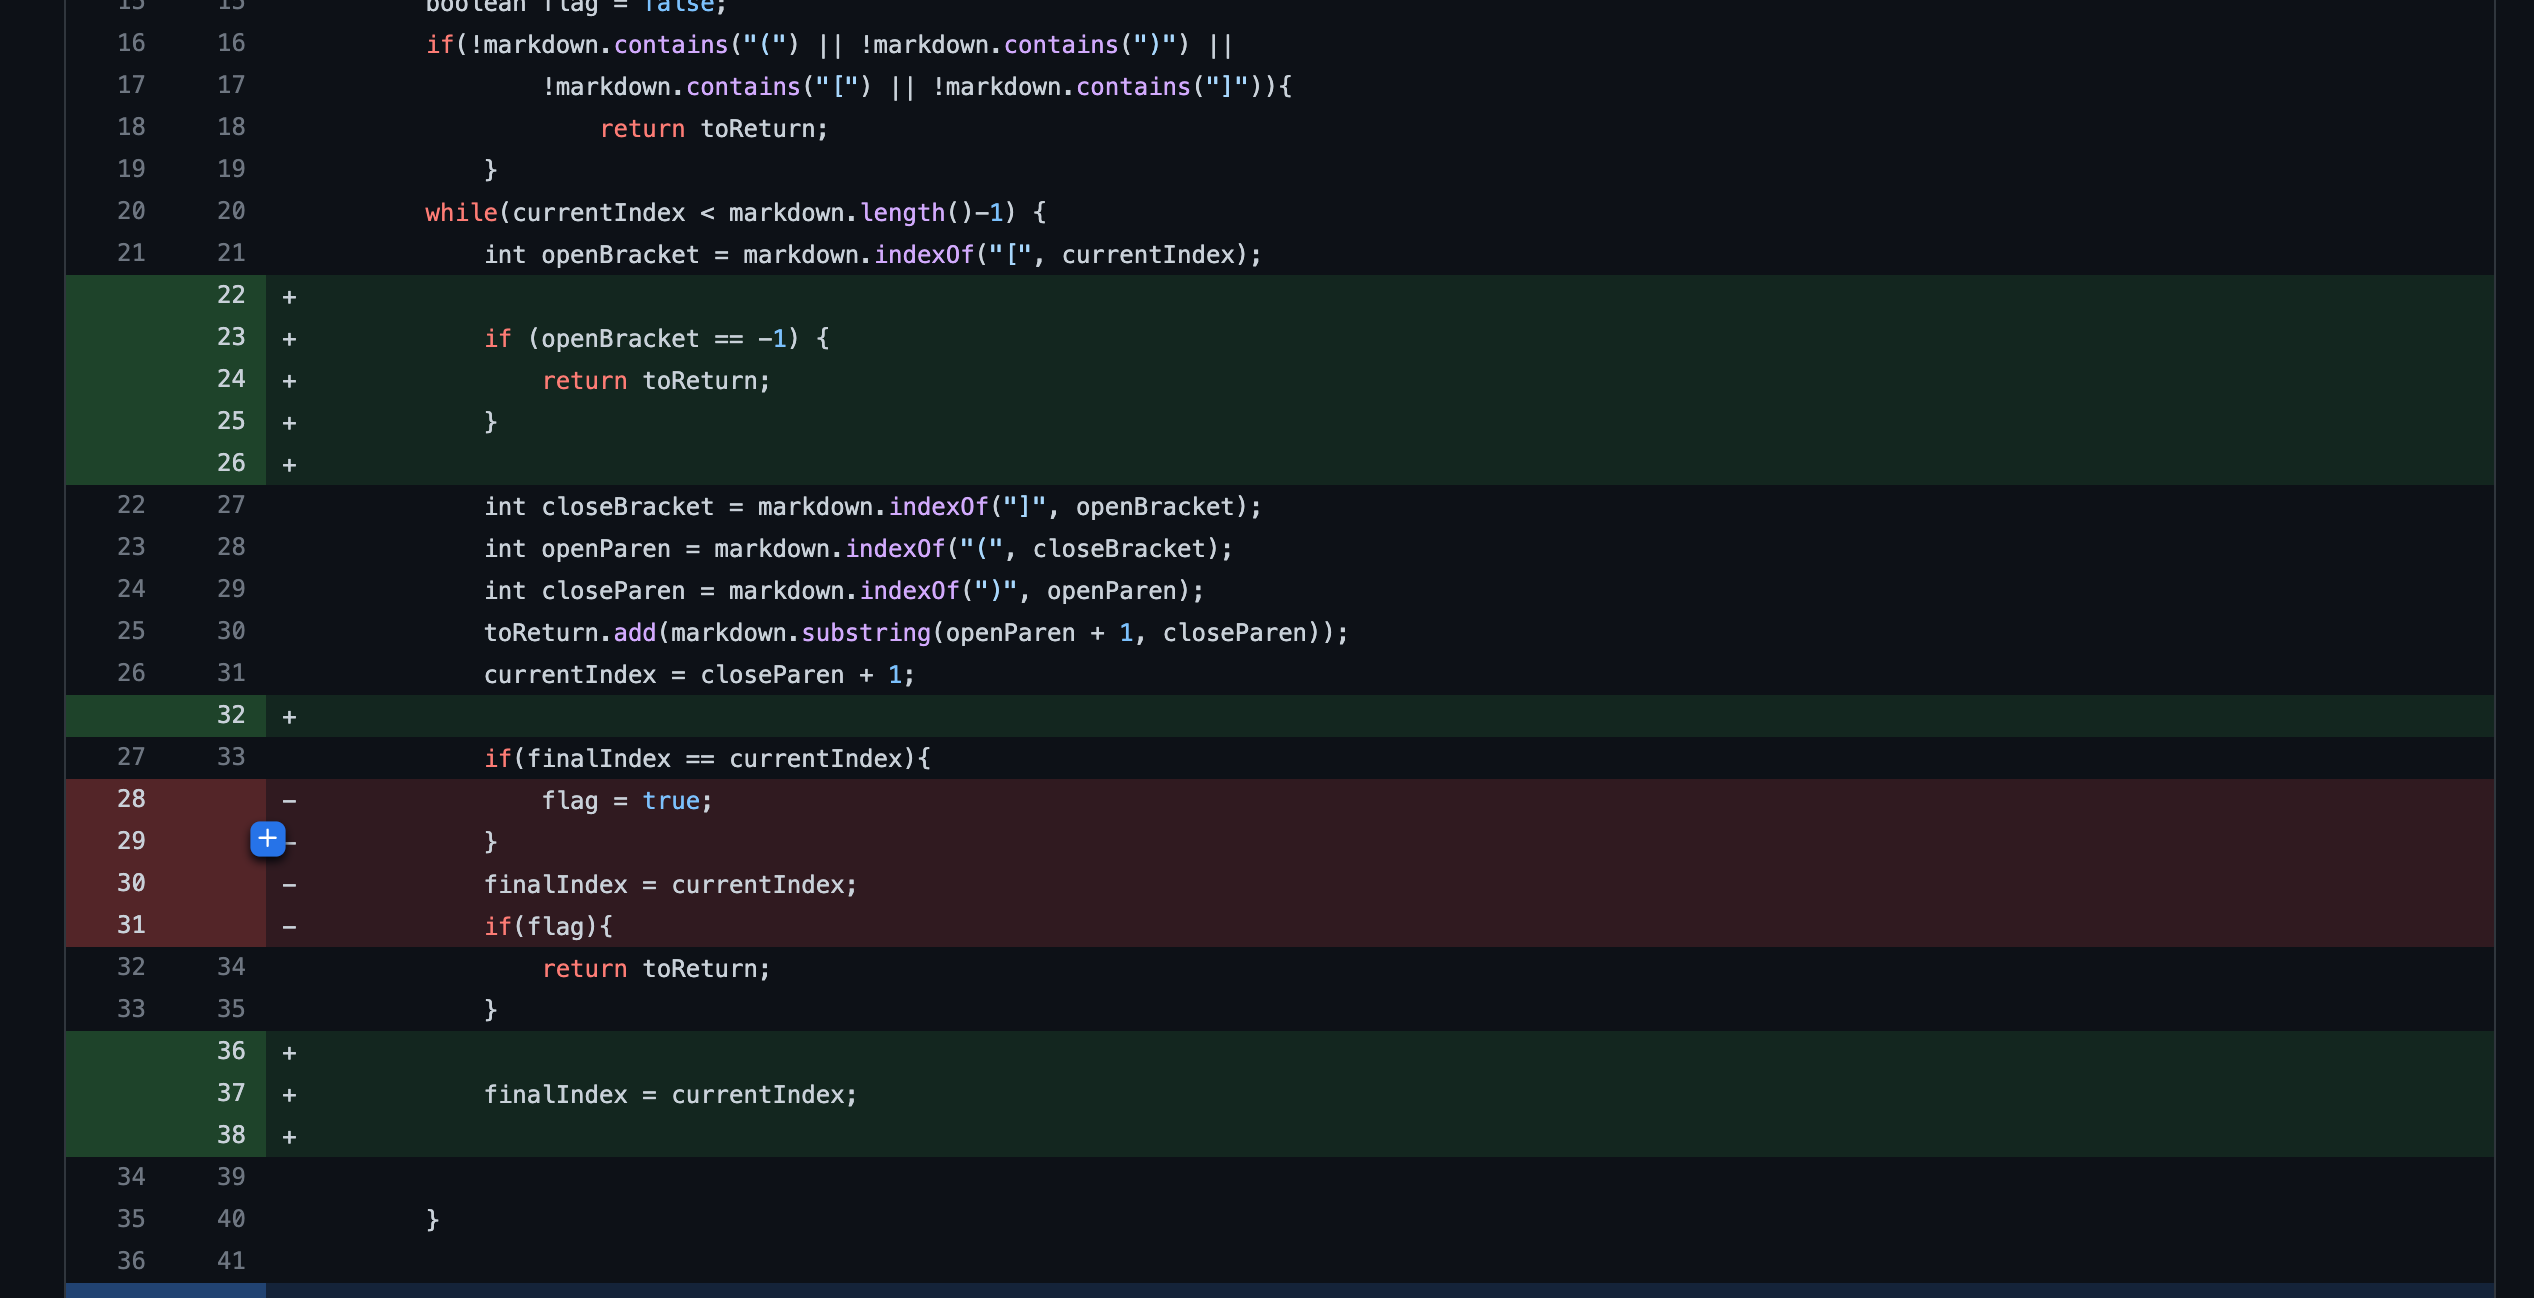 15 15 boolean flag = false;
16 16 if(!markdown.contains("(") || !markdown.contains(")") ||
17 17 !markdown.contains("[") || !markdown.contains("]")){
18 18 return toReturn;
19 19 }
20 20 while(currentIndex < markdown.length()-1) {
21 21 int openBracket = markdown.indexOf("[", currentIndex);
22 +
23 + if (openBracket == -1) {
24 + return toReturn;
25 + }
26 +
22 27 int closeBracket = markdown.indexOf("]", openBracket);
23 28 int openParen = markdown.indexOf("(", closeBracket);
24 29 int closeParen = markdown.indexOf(")", openParen);
25 30 toReturn.add(markdown.substring(openParen + 1, closeParen));
26 31 currentIndex = closeParen + 1;
32 +
27 33 if(finalIndex == currentIndex){
28 - flag = true;
29 + - }
30 - finalIndex = currentIndex;
31 - if(flag){
32 34 return toReturn;
33 35 }
36 +
37 + finalIndex = currentIndex;
38 +
34 39
35 40 }
36 41